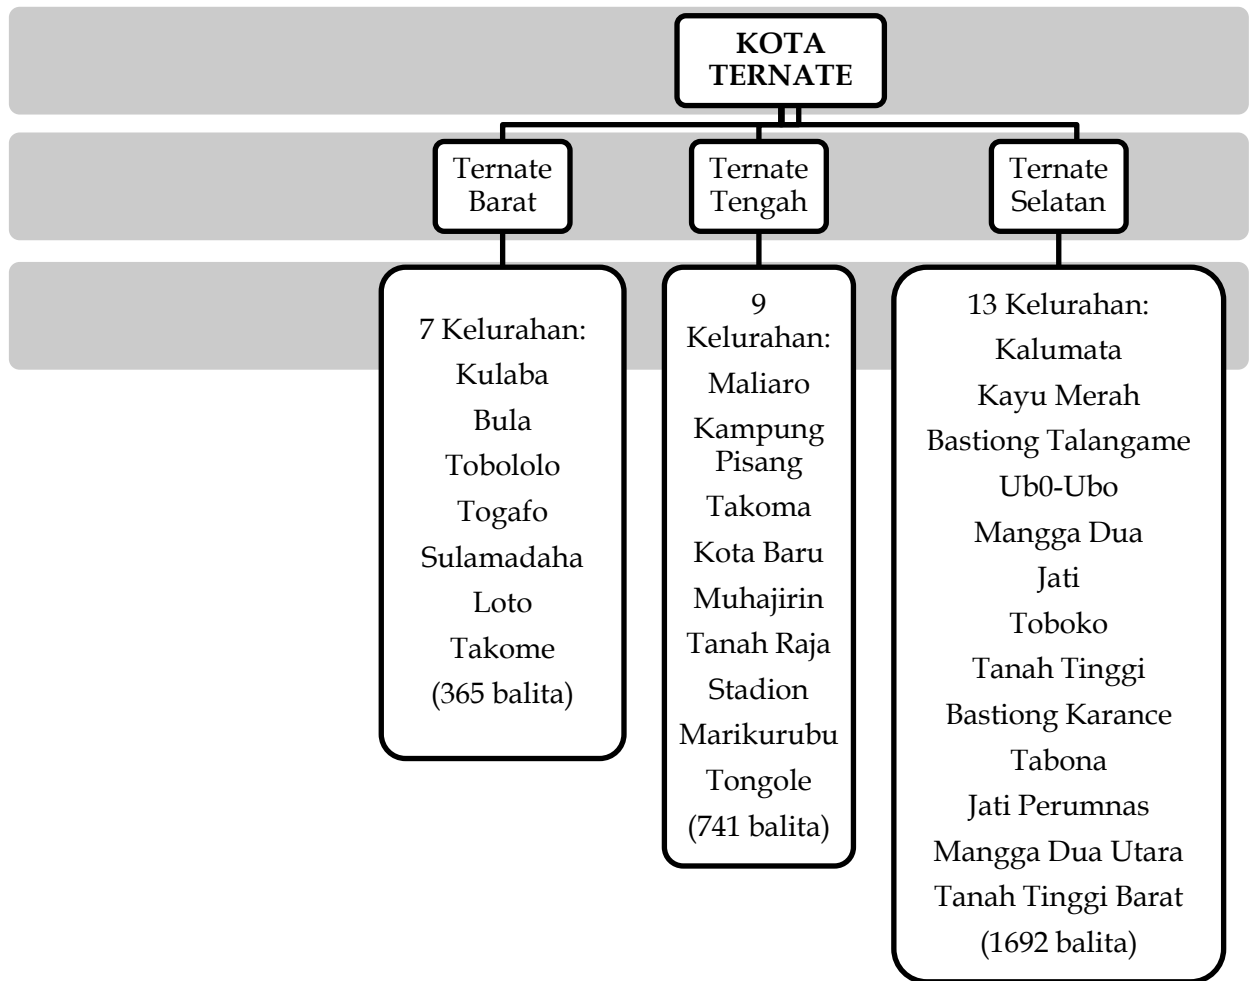 KOTA
TERNATE
Ternate
Barat
Ternate
Tengah
Ternate
Selatan
7 Kelurahan:
Kulaba
Bula
Tobololo
Togafo
Sulamadaha
Loto
Takome
(365 balita)
9
Kelurahan:
Maliaro
Kampung
Pisang
Takoma
Kota Baru
Muhajirin
Tanah Raja
Stadion
Marikurubu
Tongole
(741 balita)
13 Kelurahan:
Kalumata
Kayu Merah
Bastiong Talangame
Ub0-Ubo
Mangga Dua
Jati
Toboko
Tanah Tinggi
Bastiong Karance
Tabona
Jati Perumnas
Mangga Dua Utara
Tanah Tinggi Barat
(1692 balita)